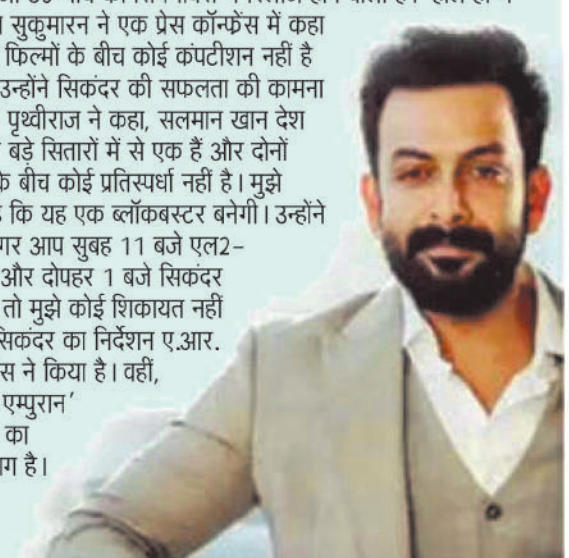 सुकुमारन ने एक प्रेस कॉन्फ्रेंस में कहा
फिल्मों के बीच कोई कंपटीशन नहीं है
उन्होंने सिकंदर की सफलता की कामना
पृथ्वीराज ने कहा, सलमान खान देश
बड़े सितारों में से एक हैं और दोनों
के बीच कोई प्रतिस्पर्धा नहीं है। मुझे
कि यह एक ब्लॉकबस्टर बनेगी। उन्होंने
गर आप सुबह 11 बजे एल2-
और दोपहर 1 बजे सिकंदर
तो मुझे कोई शिकायत नहीं
सिकंदर का निर्देशन ए.आर.
स ने किया है। वहीं,
एम्पुरान’
का
ग है।